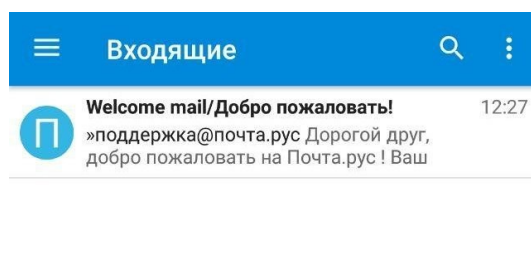 Входящие
Welcome mail/Добро пожаловать! 12:27
П
»поддержка@почта.рус Дорогой друг,
добро пожаловать на Почта.рус ! Ваш